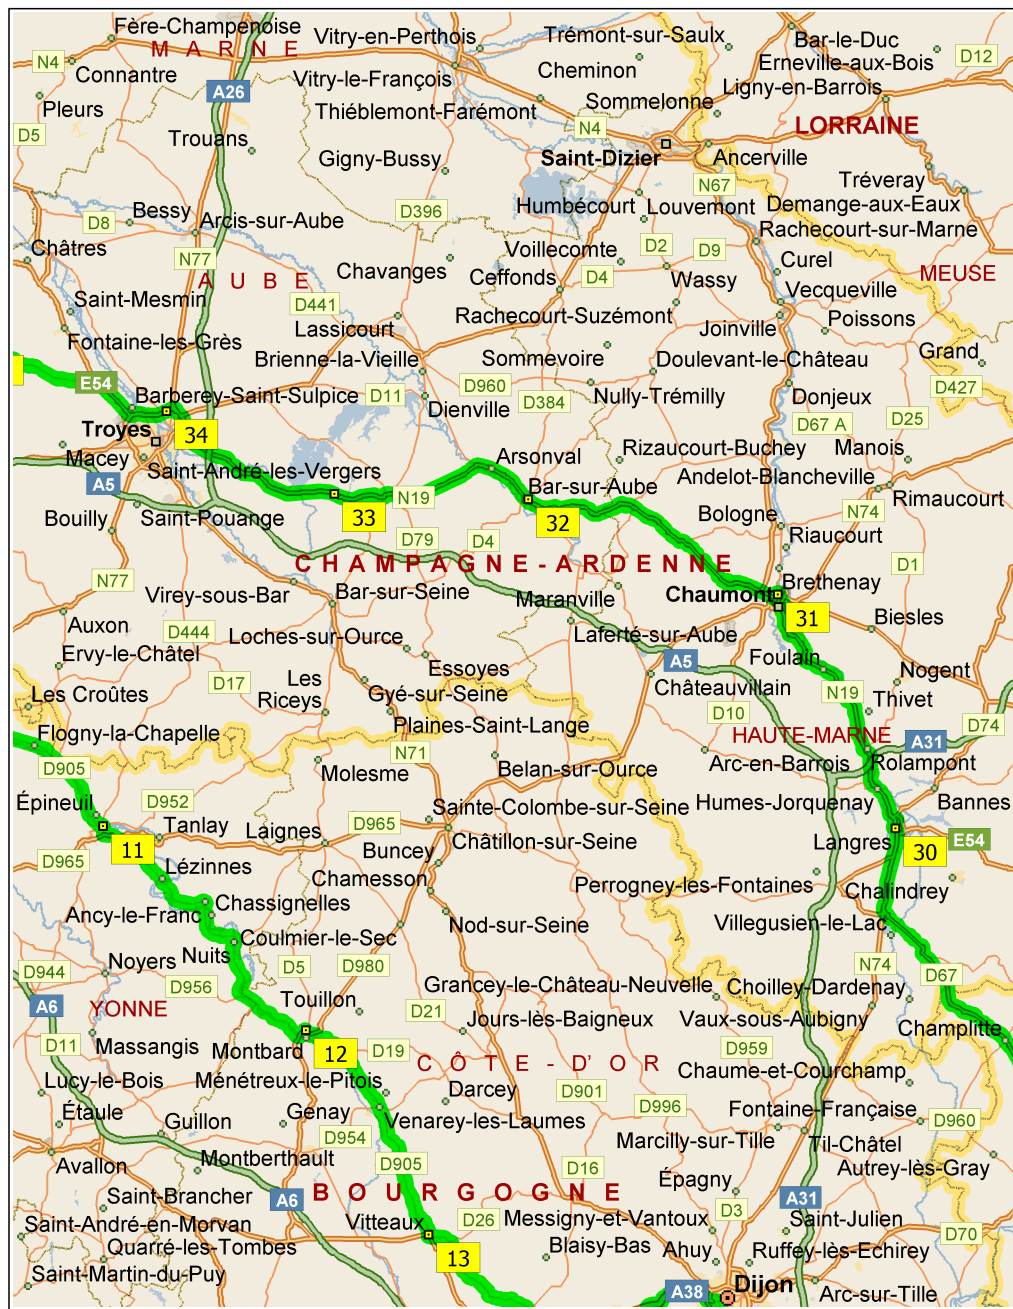 Fère-Champenoise
Vitry-en-Perthois
Trémont-sur-Saulx
Bar-le-Duc
MARNE
N4
Connantre
Vitry-le-François
Cheminon
Erneville-aux-Bois
D12
A26
Ligny-en-Barrois
Pleurs
Thiéblemont-Farémont
Sommelonne
D5
Trouans
N4
LORRAINE
Gigny-Bussy
Saint-Dizier
Ancerville
N67
Tréveray
Bessy
D8
Arcis-sur-Aube
D396
Humbécourt
Louvemont
Demange-aux-Eaux
Rachecourt-sur-Marne
Châtres
N77
Voillecomte
D2
D9
Curel
AUBE
Chavanges
Ceffonds
D4
Wassy
MEUSE
Saint-Mesmin
D441
Vecqueville
Rachecourt-Suzémont
Poissons
Fontaine-les-Grès
Lassicourt
Joinville
Brienne-la-Vieille
Sommevoire
Doulevant-le-Château
Grand
E54
Barberey-Saint-Sulpice
D11
D960
D384
Nully-Trémilly
Donjeux
D427
Dienville
Troyes
34
D67 A
D25
Macey
Saint-André-les-Vergers
Arsonval
Rizaucourt-Buchey
Manois
A5
Bar-sur-Aube
Andelot-Blancheville
N19
Rimaucourt
Bouilly
Saint-Pouange
33
32
Bologne
N74
D79
D4
Riaucourt
CHAMPAGNE-ARDENNE
D1
N77
Virey-sous-Bar
Bar-sur-Seine
Maranville
Chaumont
Brethenay
31
Biesles
Auxon
D444
Loches-sur-Ource
Laferté-sur-Aube
Ervy-le-Châtel
Essoyes
A5
Foulain
Nogent
Les Croûtes
D17
Les
Riceys
Gyé-sur-Seine
Châteauvillain
N19
Thivet
D10
Flogny-la-Chapelle
Plaines-Saint-Lange
HAUTE-MARNE
D74
N71
A31
D905
Molesme
Belan-sur-Ource
Arc-en-Barrois
Rolampont
Épineuil
D952
Sainte-Colombe-sur-Seine
Humes-Jorquenay
Bannes
Tanlay
Laignes
D965
Châtillon-sur-Seine
Langres
E54
11
Buncey
30
D965
Lézinnes
Chamesson
Perrogney-les-Fontaines
Chalindrey
Ancy-le-Franc
Chassignelles
Nod-sur-Seine
Villegusien-le-Lac
Coulmier-le-Sec
Nuits
Noyers
D944
D5
D980
N74
D67
D956
Grancey-le-Château-Neuvelle
Choilley-Dardenay
A6
YONNE
Touillon
D21
Jours-lès-Baigneux
Vaux-sous-Aubigny
Champlitte
D11
Massangis
Montbard
12
D19
CÔTE-D'OR
D959
Lucy-le-Bois
Ménétreux-le-Pitois
Darcey
D901
Chaume-et-Courchamp
Étaule
Guillon
Genay
Venarey-les-Laumes
D996
Fontaine-Française
D960
D954
Marcilly-sur-Tille
Til-Châtel
Avallon
Montberthault
D905
D16
Épagny
Autrey-lès-Gray
Saint-Brancher
A6
BOURGOGNE
A31
Saint-André-en-Morvan
Vitteaux
D26
Messigny-et-Vantoux
D3
Saint-Julien
D70
Quarré-les-Tombes
13
Blaisy-Bas
Ahuy
Ruffey-lès-Echirey
Saint-Martin-du-Puy
A38
Dijon
Arc-sur-Tille